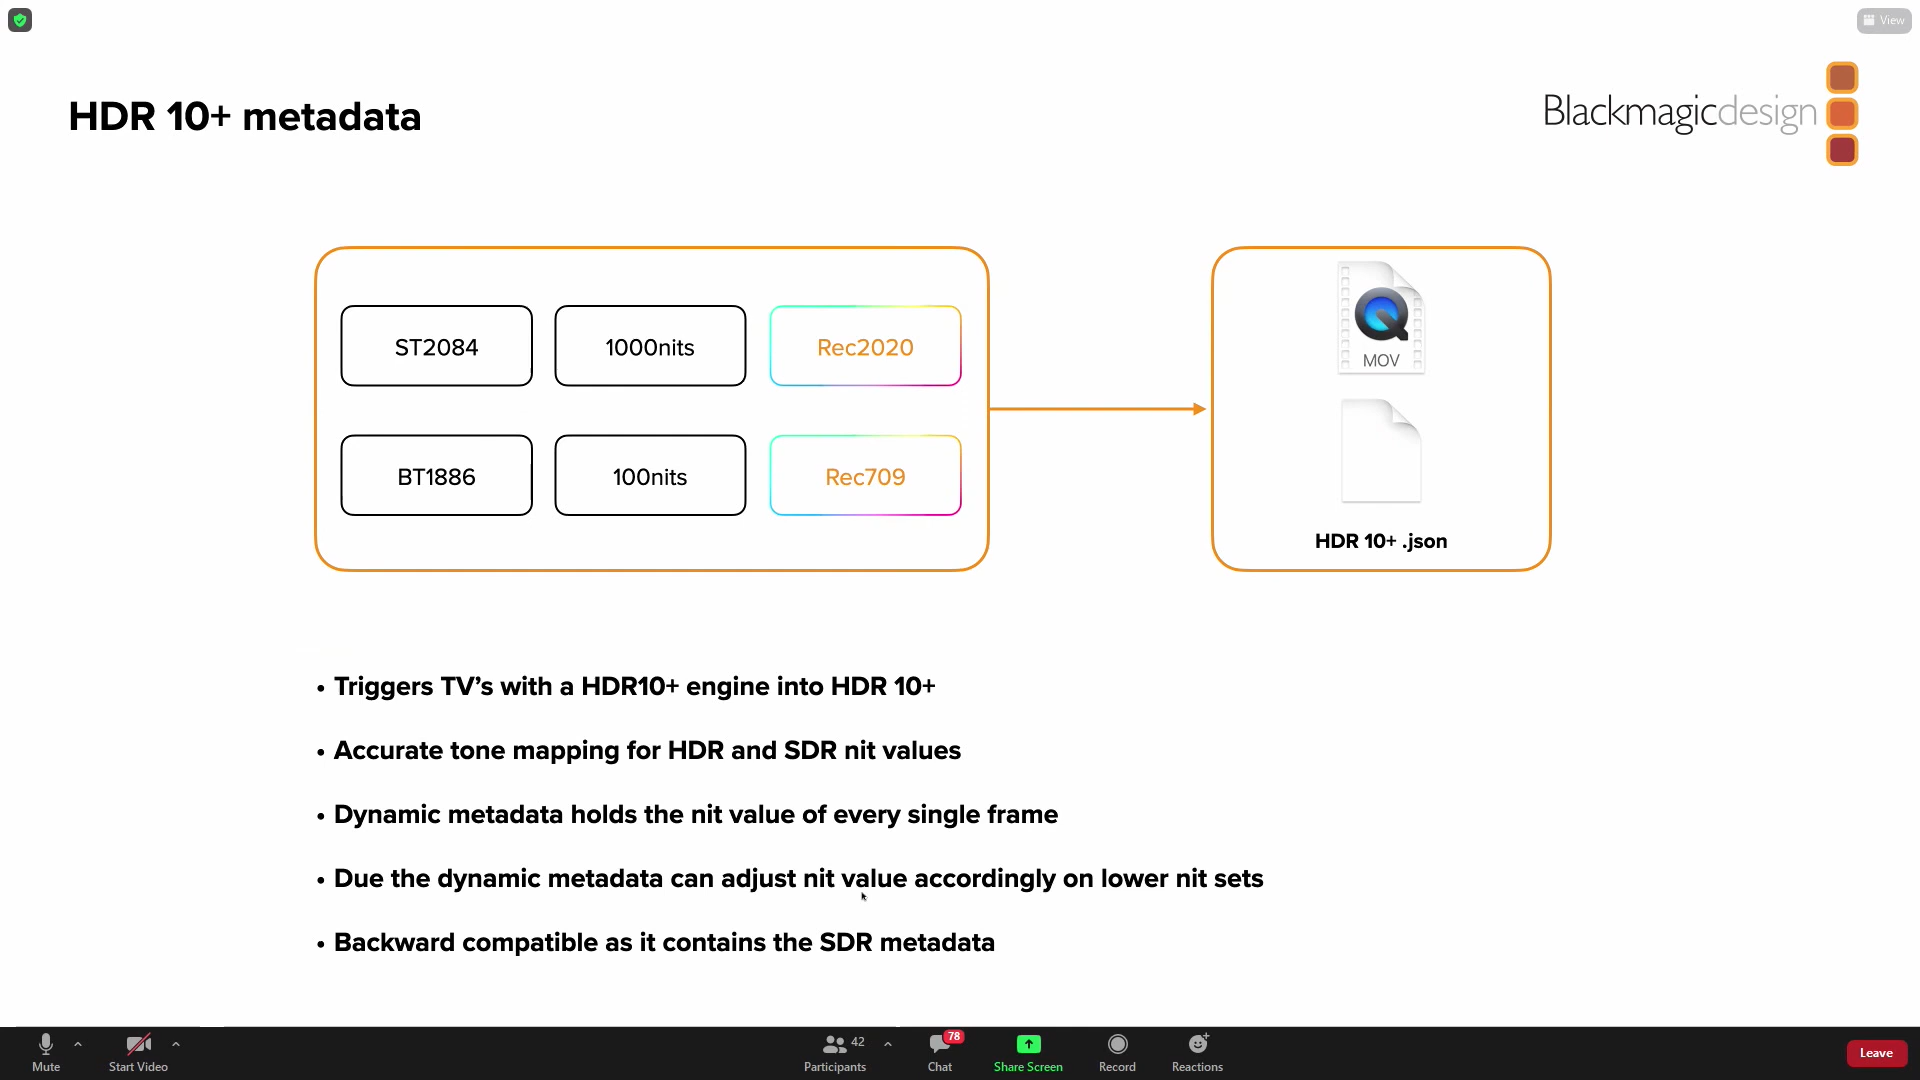 View
HDR 10+ metadata
Blackmagicdesign
ST2084
1000nits
Rec2020
MOV
BT1886
100nits
Rec709
HDR 10+ .json
• Triggers TV’s with a HDR10+ engine into HDR 10+
• Accurate tone mapping for HDR and SDR nit values
• Dynamic metadata holds the nit value of every single frame
• Due the dynamic metadata can adjust nit value accordingly on lower nit sets
• Backward compatible as it contains the SDR metadata
42
78
Mute
Start Video
Participants
Chat
Share Screen
Record
Reactions
Leave